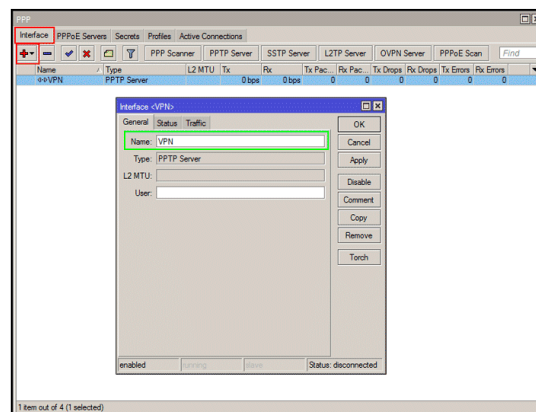 PPP
Interface PPPoE Servers Secrets Profiles Active Connections
PPP Scanner PPTP Server SSTP Server L2TP Server OVPN Server PPPoE Scan Find
Name Type L2 MTU Tx Rx Tx Pac... Rx Pac... Tx Drops Rx Drops Tx Errors Rx Errors
VPN PPTP Server 0 bps 0 bps 0 0 0 0 0 0
Interface <VPN>
General Status Traffic
OK
Name: VPN
Cancel
Type: PPTP Server
Apply
L2 MTU:
Disable
User:
Comment
Copy
Remove
Torch
enabled running slave Status: disconnected
1 item out of 4 (1 selected)